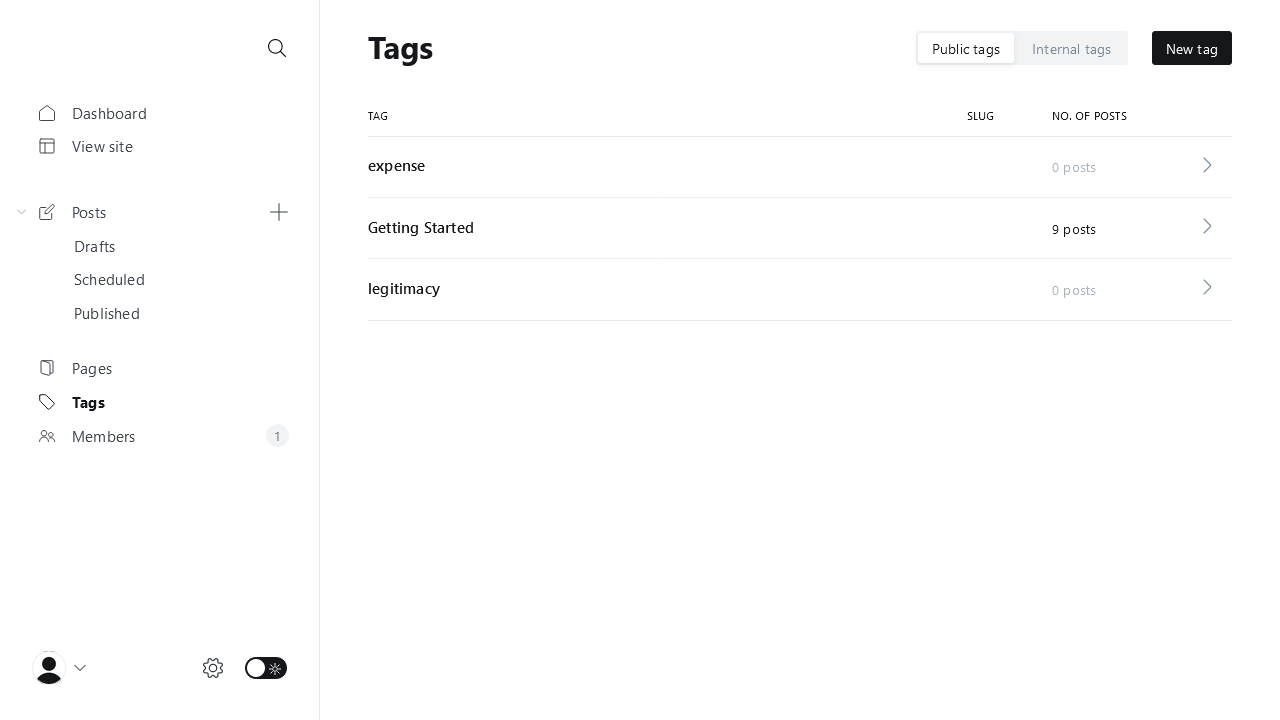 Dashboard
View site
Posts
Drafts
Scheduled
Published
Pages
Tags
Members
1
Tags
Public tags
Internal tags
New tag
TAG
SLUG
NO. OF POSTS
expense
0 posts
Getting Started
9 posts
legitimacy
0 posts